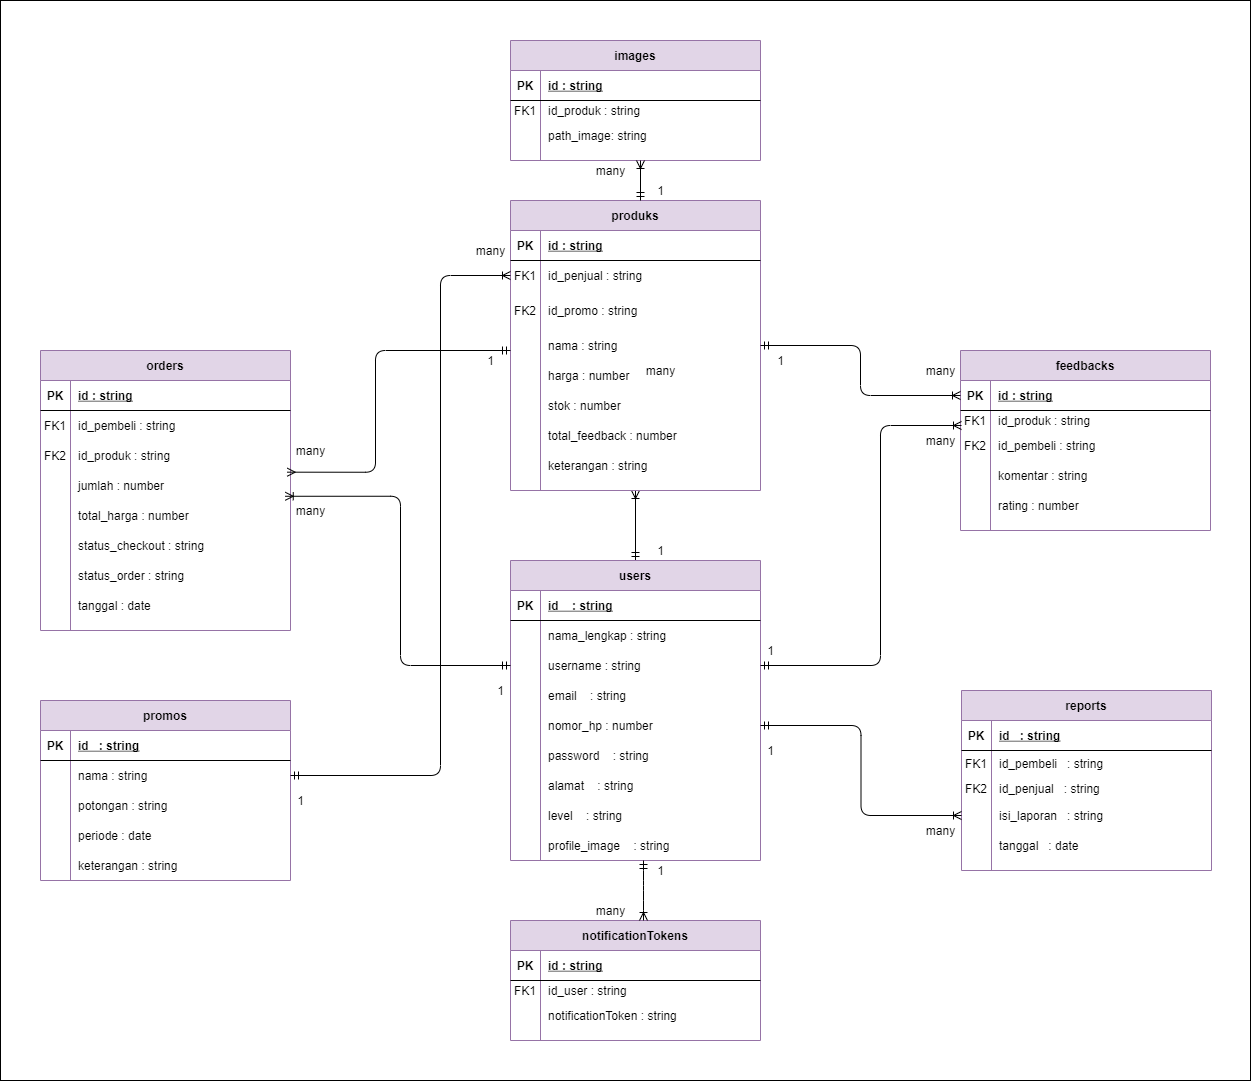 images
PK id : string
FK1 id_produk : string
path_image: string
many
1
produks
PK id : string
many
FK1 id_penjual : string
FK2 id_promo : string
nama : string
harga : number
many
stok : number
total_feedback : number
keterangan : string
1
1
orders
PK id : string
FK1 id_pembeli : string
FK2 id_produk : string
jumlah : number
total_harga : number
status_checkout : string
status_order : string
tanggal : date
many
many
feedbacks
PK id : string
FK1 id_produk : string
FK2 id_pembeli : string
komentar : string
rating : number
many
many
1
users
PK id : string
nama_lengkap : string
username : string
email : string
nomor_hp : number
password : string
alamat : string
level : string
profile_image : string
1
1
1
promos
PK id : string
nama : string
potongan : string
periode : date
keterangan : string
1
reports
PK id : string
FK1 id_pembeli : string
FK2 id_penjual : string
isi_laporan : string
tanggal : date
many
1
many
notificationTokens
PK id : string
FK1 id_user : string
notificationToken : string